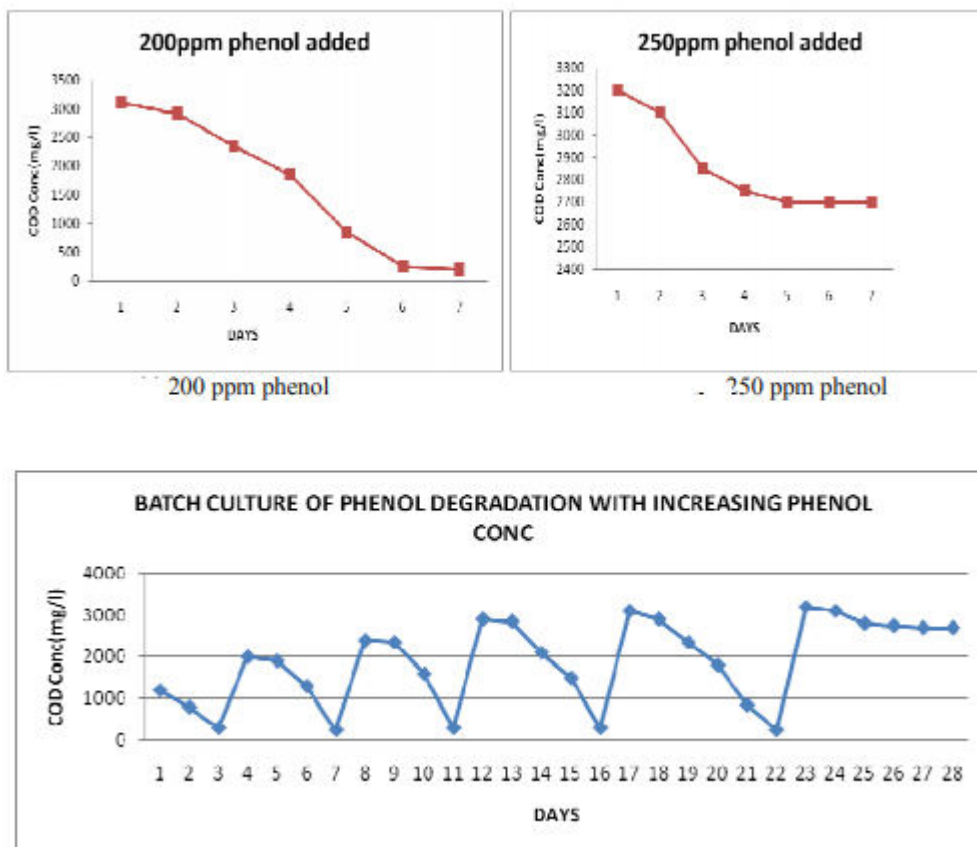 200ppm phenol added
3500
3000
2500
2000
1500
1000
500
0
COD Conc(mg/l)
1 2 3 4 5 6 7
DAYS
200 ppm phenol
250ppm phenol added
3300
3200
3100
3000
2900
2800
2700
2600
2500
2400
COD Conc(mg/l)
1 2 3 4 5 6 7
DAYS
250 ppm phenol
BATCH CULTURE OF PHENOL DEGRADATION WITH INCREASING PHENOL
CONC
4000
3000
2000
1000
0
COD Conc(mg/l)
1 2 3 4 5 6 7 8 9 10 11 12 13 14 15 16 17 18 19 20 21 22 23 24 25 26 27 28
DAYS